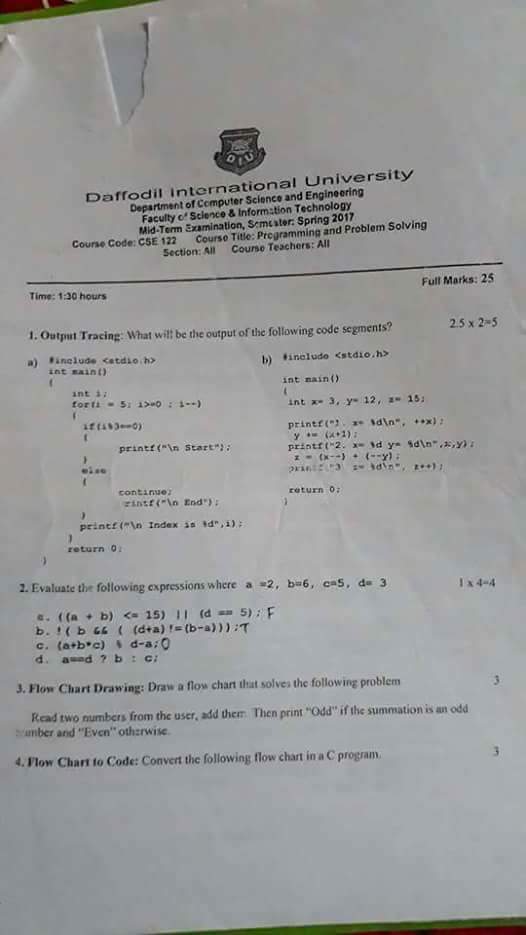 DIU
Daffodil International University
Department of Computer Science and Engineering
Faculty of Science & Information Technology
Mid-Term Examination, Semester: Spring 2017
Course Code: CSE 122 Course Title: Programming and Problem Solving
Section: All Course Teachers: All
Time: 1:30 hours Full Marks: 25
1. Output Tracing: What will be the output of the following code segments? 2.5 x 2=5
a) #include <stdio.h>
int main()
{
int i;
for(i = 5; i>=0 ; i--)
{
if(i%3==0)
{
printf("\n Start");
}
else
{
continue;
rintf("\n End");
}
printf("\n Index is %d",i);
}
return 0;
}
b) #include <stdio.h>
int main()
{
int x= 3, y= 12, z= 15;
printf("1. x= %d\n", ++x);
y += (x+1);
printf("2. x= %d y= %d\n",x,y);
z = (x--) + (--y);
printf("3 z= %d\n", z++);
return 0;
}
2. Evaluate the following expressions where a =2, b=6, c=5, d= 3 1 x 4=4
a. ((a + b) <= 15) || (d == 5); F
b. !( b && ( (d+a)!=(b-a))); T
c. (a+b*c) % d-a; 0
d. a==d ? b : c;
3. Flow Chart Drawing: Draw a flow chart that solves the following problem 3
Read two numbers from the user, add them. Then print "Odd" if the summation is an odd
number and "Even" otherwise.
4. Flow Chart to Code: Convert the following flow chart in a C program. 3